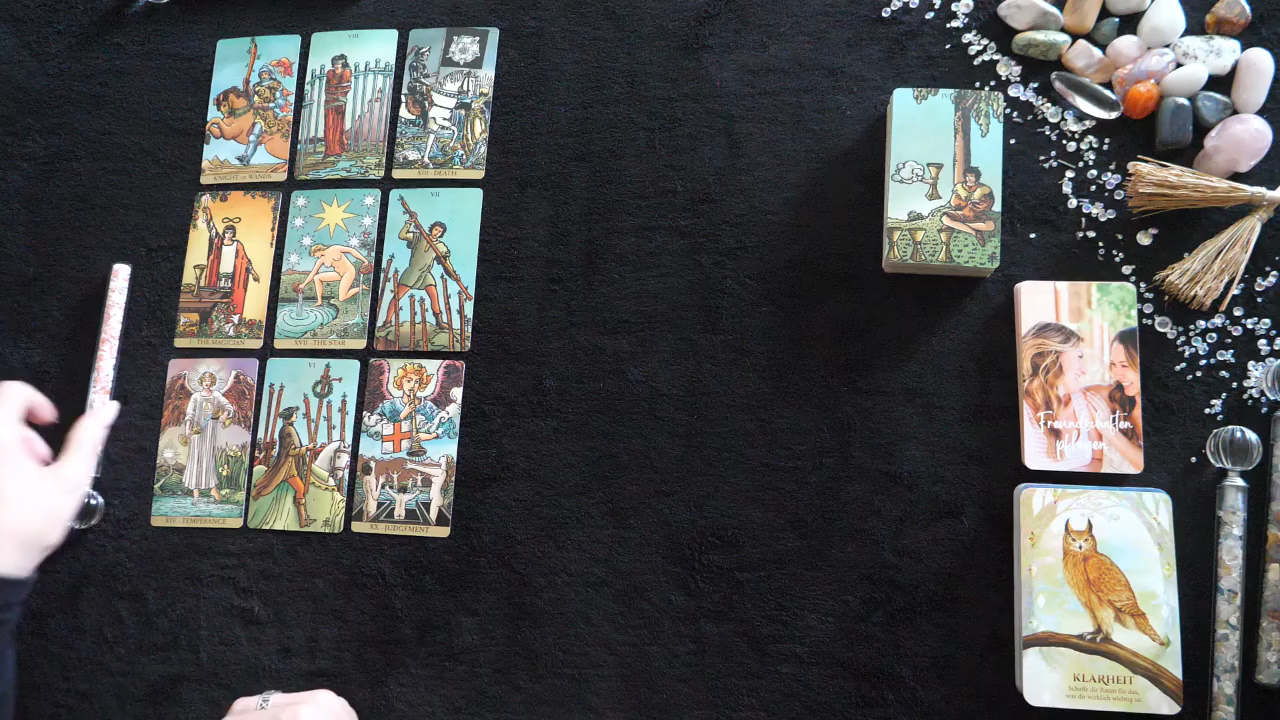 VIII
KNIGHT OF WANDS
XIII · DEATH
VII
I · THE MAGICIAN
XVII · THE STAR
VI
XIV · TEMPERANCE
XX · JUDGEMENT
IV
Freundschaften
pflegen
KLARHEIT
Schaffe dir Raum für das,
was dir wirklich wichtig ist.